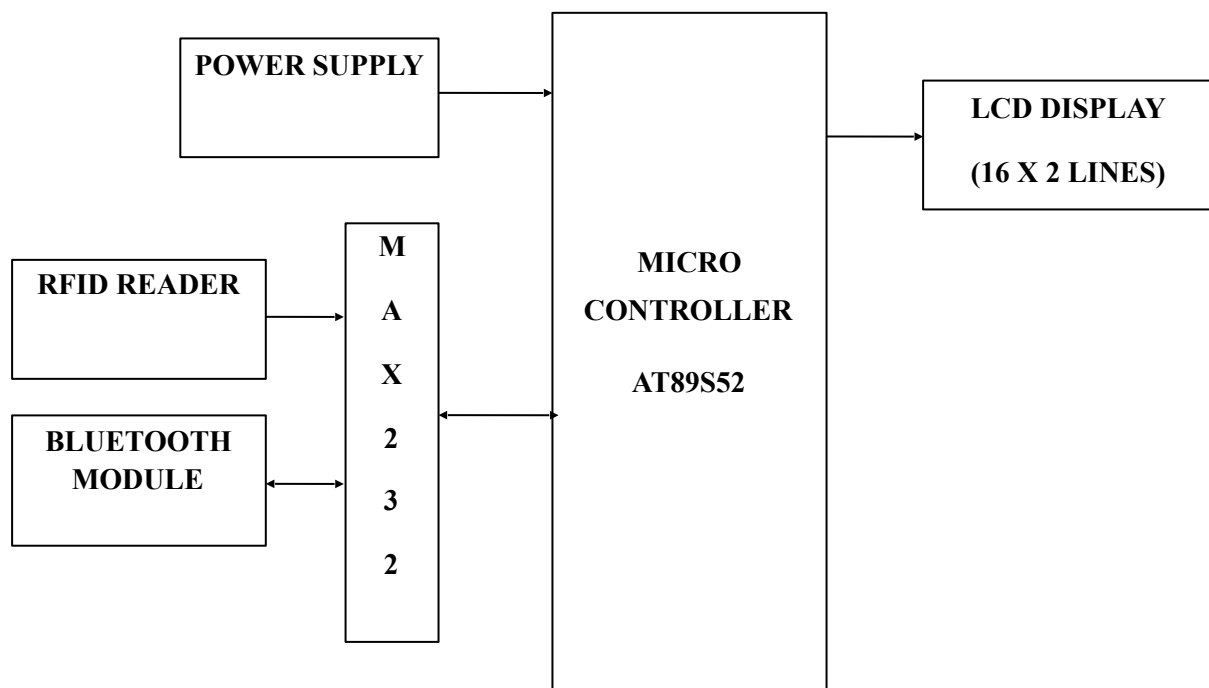 POWER SUPPLY
LCD DISPLAY
(16 X 2 LINES)
RFID READER
BLUETOOTH
MODULE
M
A
X
2
3
2
MICRO
CONTROLLER
AT89S52